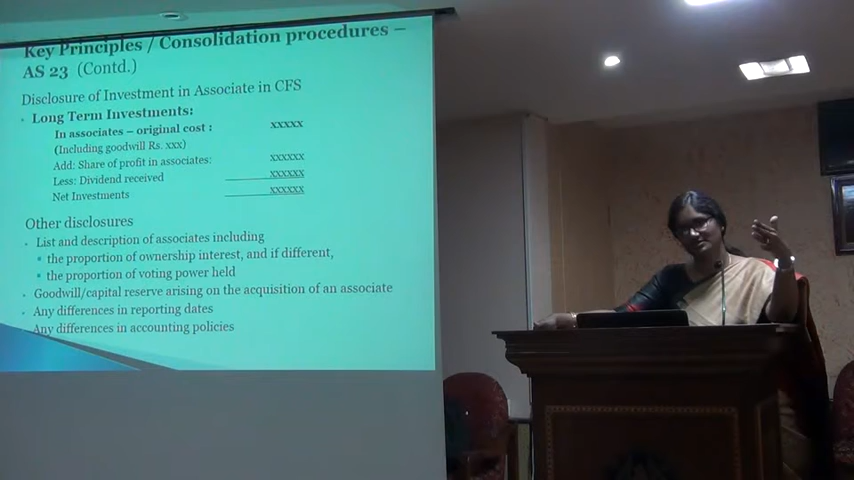 Key Principles / Consolidation procedures –
AS 23 (Contd.)
Disclosure of Investment in Associate in CFS
Long Term Investments:
In associates – original cost : xxxxx
(Including goodwill Rs. xxx)
Add: Share of profit in associates: xxxxxx
Less: Dividend received xxxxxx
Net Investments xxxxxx
Other disclosures
List and description of associates including
the proportion of ownership interest, and if different,
the proportion of voting power held
Goodwill/capital reserve arising on the acquisition of an associate
Any differences in reporting dates
Any differences in accounting policies